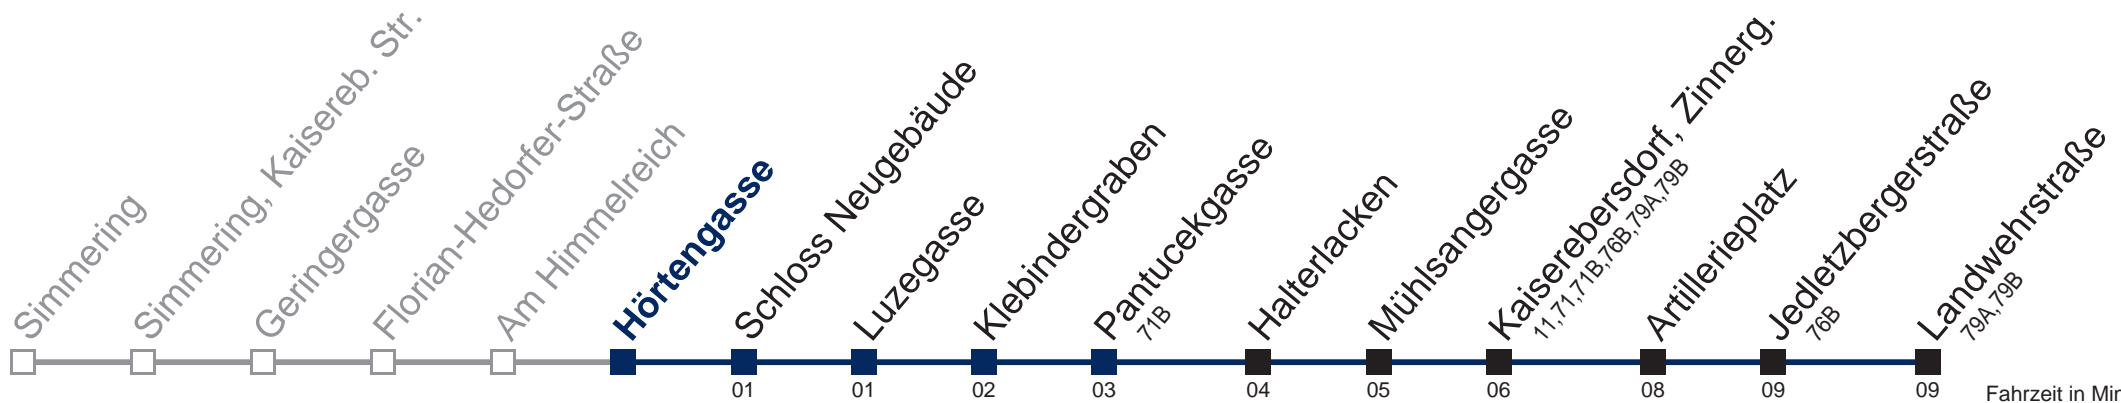 Simmering
Simmering, Kaisereb. Str.
Geringergasse
Florian-Hedorfer-Straße
Am Himmelreich
Hörtengasse
Schloss Neugebäude
Luzegasse
Klebindergraben
Pantucekgasse
71B
Halterlacken
Mühlsangergasse
Kaiserebersdorf, Zinnerg.
11,71,71B,76B,79A,79B
Artillerieplatz
Jedletzbergerstraße
76B
Landwehrstraße
79A,79B
01 01 02 03 04 05 06 08 09 09 Fahrzeit in Min